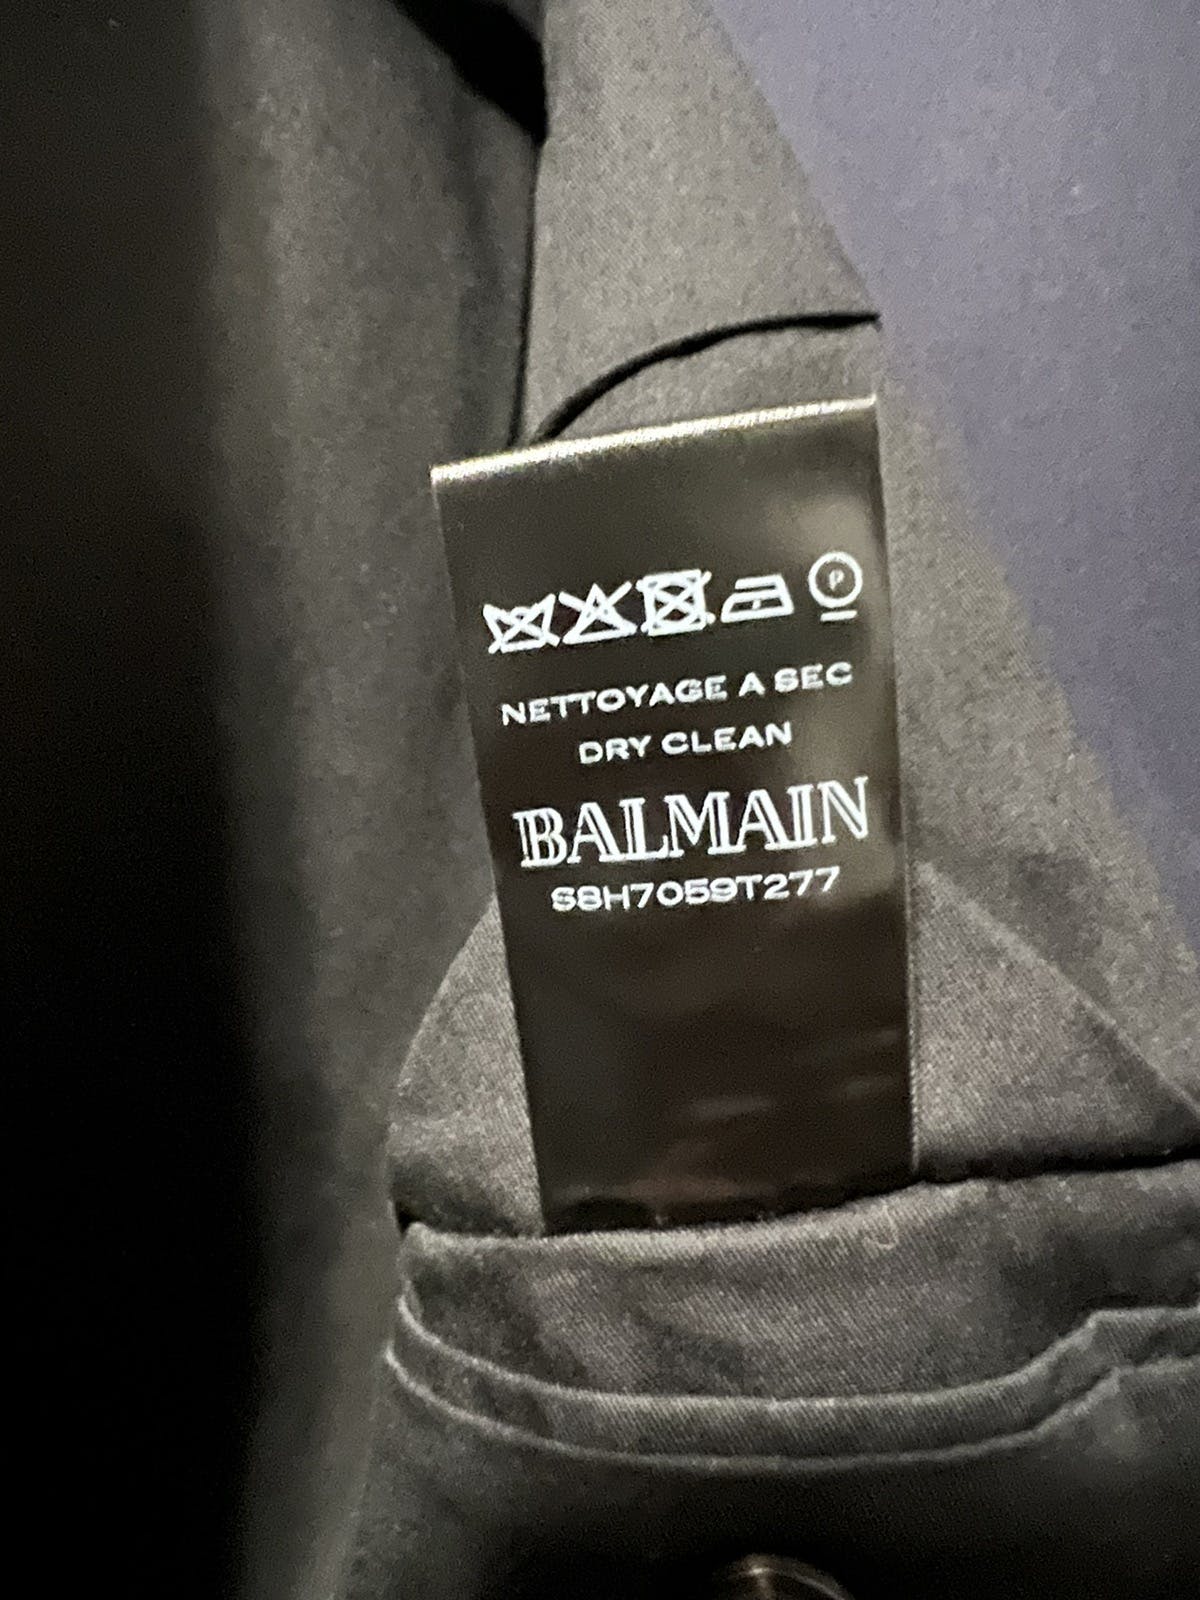 P
NETTOYAGE A SEC
DRY CLEAN
BALMAIN
S8H7059T277